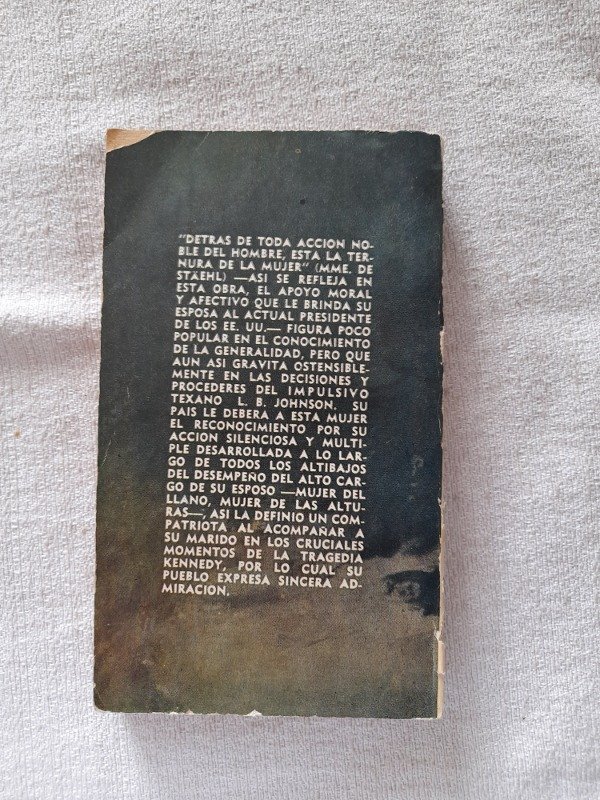 "DETRAS DE TODA ACCION NO-
BLE DEL HOMBRE, ESTA LA TER-
NURA DE LA MUJER" (MME. DE
STAEHL) —ASI SE REFLEJA EN
ESTA OBRA, EL APOYO MORAL
Y AFECTIVO QUE LE BRINDA SU
ESPOSA AL ACTUAL PRESIDENTE
DE LOS EE. UU.— FIGURA POCO
POPULAR EN EL CONOCIMIENTO
DE LA GENERALIDAD, PERO QUE
AUN ASI GRAVITA OSTENSIBLE-
MENTE EN LAS DECISIONES Y
PROCEDERES DEL IMPULSIVO
TEXANO L. B. JOHNSON. SU
PAIS LE DEBERA A ESTA MUJER
EL RECONOCIMIENTO POR SU
ACCION SILENCIOSA Y MULTI-
PLE DESARROLLADA A LO LAR-
GO DE TODOS LOS ALTIBAJOS
DEL DESEMPEÑO DEL ALTO CAR-
GO DE SU ESPOSO —MUJER DEL
LLANO, MUJER DE LAS ALTU-
RAS—, ASI LA DEFINIO UN COM-
PATRIOTA AL ACOMPAÑAR A
SU MARIDO EN LOS CRUCIALES
MOMENTOS DE LA TRAGEDIA
KENNEDY, POR LO CUAL SU
PUEBLO EXPRESA SINCERA AD-
MIRACION.